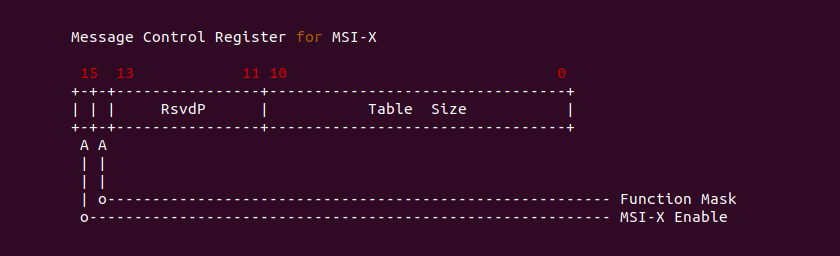 Message Control Register for MSI-X
15  13            11 10                              0
+-+-+----------------+---------------------------------+
| | |     RsvdP      |           Table  Size           |
+-+-+----------------+---------------------------------+
 A A
 | |
 | |
 | o-------------------------------------------------------- Function Mask
 o---------------------------------------------------------- MSI-X Enable